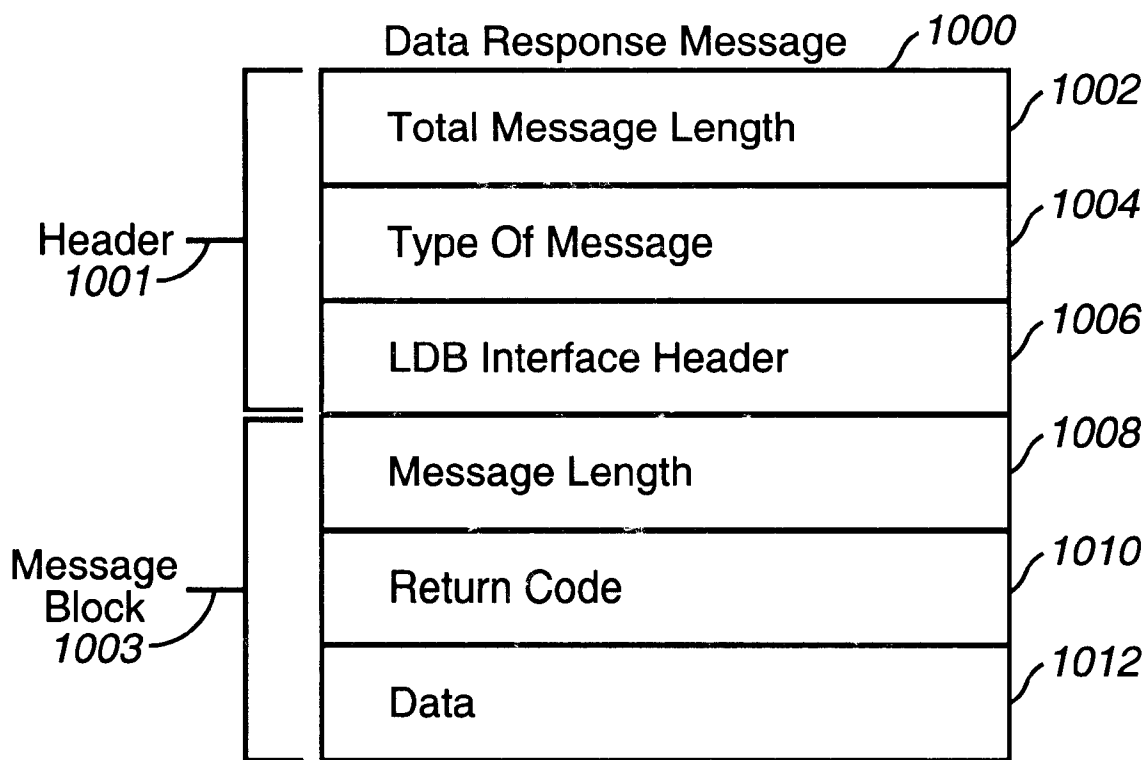 Data Response Message
1000
Total Message Length
1002
Type Of Message
1004
Header
1001
LDB Interface Header
1006
Message Length
1008
Return Code
1010
Message
Block
1003
Data
1012